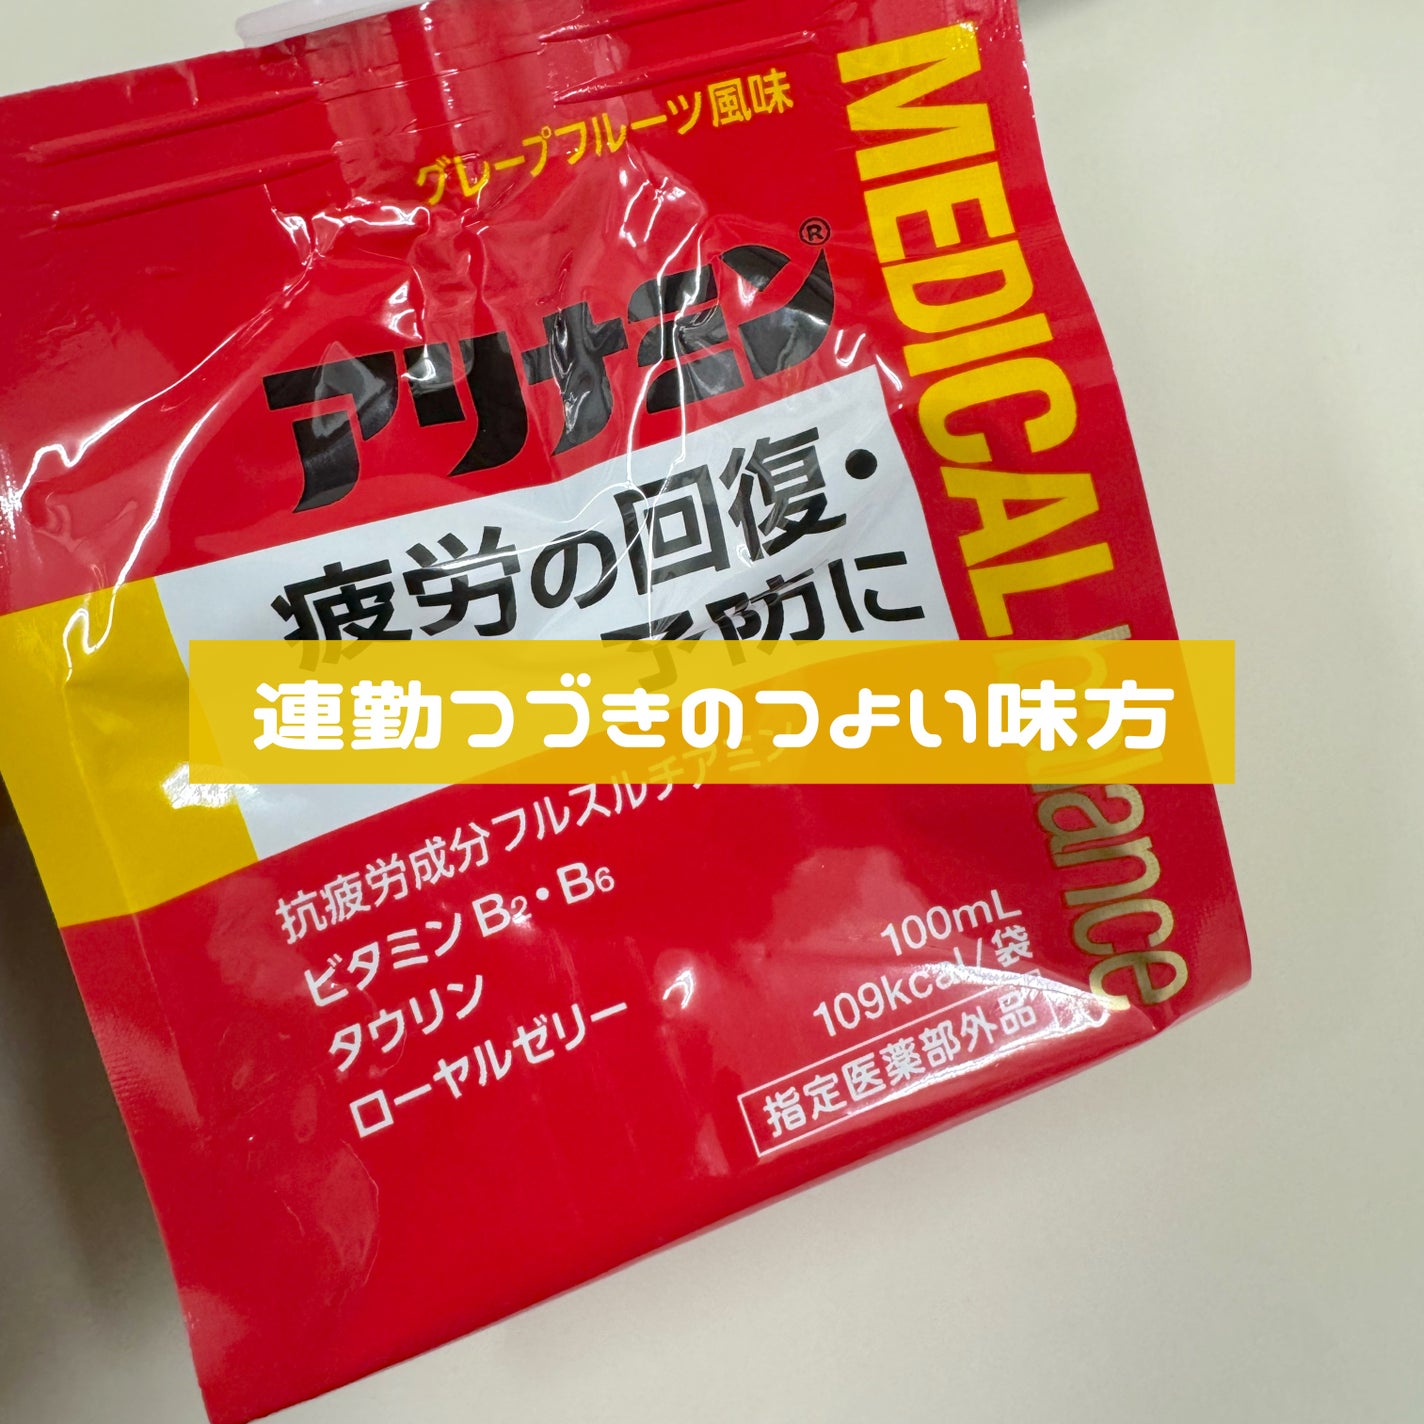 グレープフルーツ風味
アリナミン®
MEDICAL balance
疲労の回復・
予防に
連勤つづきのつよい味方
抗疲労成分フルスルチアミン
ビタミンB2・B6
タウリン
ローヤルゼリー
100mL
109kcal/袋
指定医薬部外品